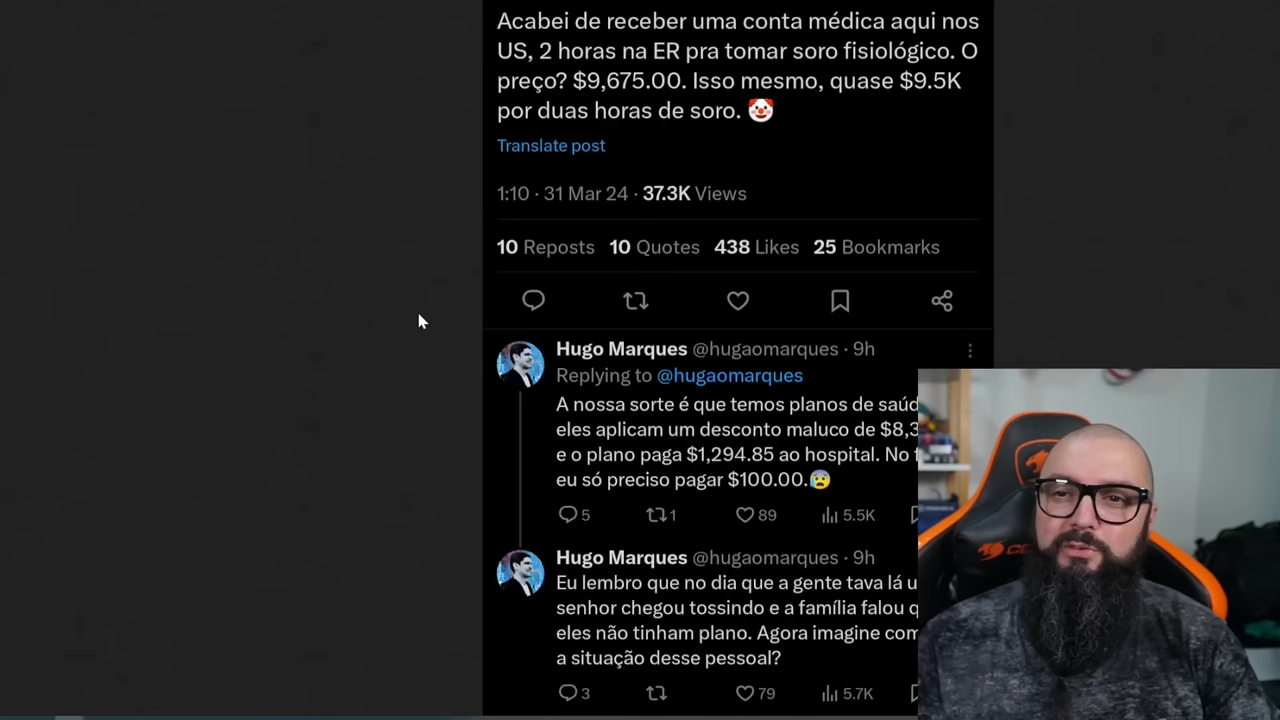 Acabei de receber uma conta médica aqui nos
US, 2 horas na ER pra tomar soro fisiológico. O
preço? $9,675.00. Isso mesmo, quase $9.5K
por duas horas de soro. 🤡
Translate post
1:10 · 31 Mar 24 · 37.3K Views
10 Reposts 10 Quotes 438 Likes 25 Bookmarks
Hugo Marques @hugaomarques · 9h
Replying to @hugaomarques
A nossa sorte é que temos planos de
eles aplicam um desconto maluco de
e o plano paga $1,294.85 ao hospital. No
eu só preciso pagar $100.00.😰
5 1 89 5.5K
Hugo Marques @hugaomarques · 9h
Eu lembro que no dia que a gente tava lá
senhor chegou tossindo e a família falou
eles não tinham plano. Agora imagine
a situação desse pessoal?
3 79 5.7K